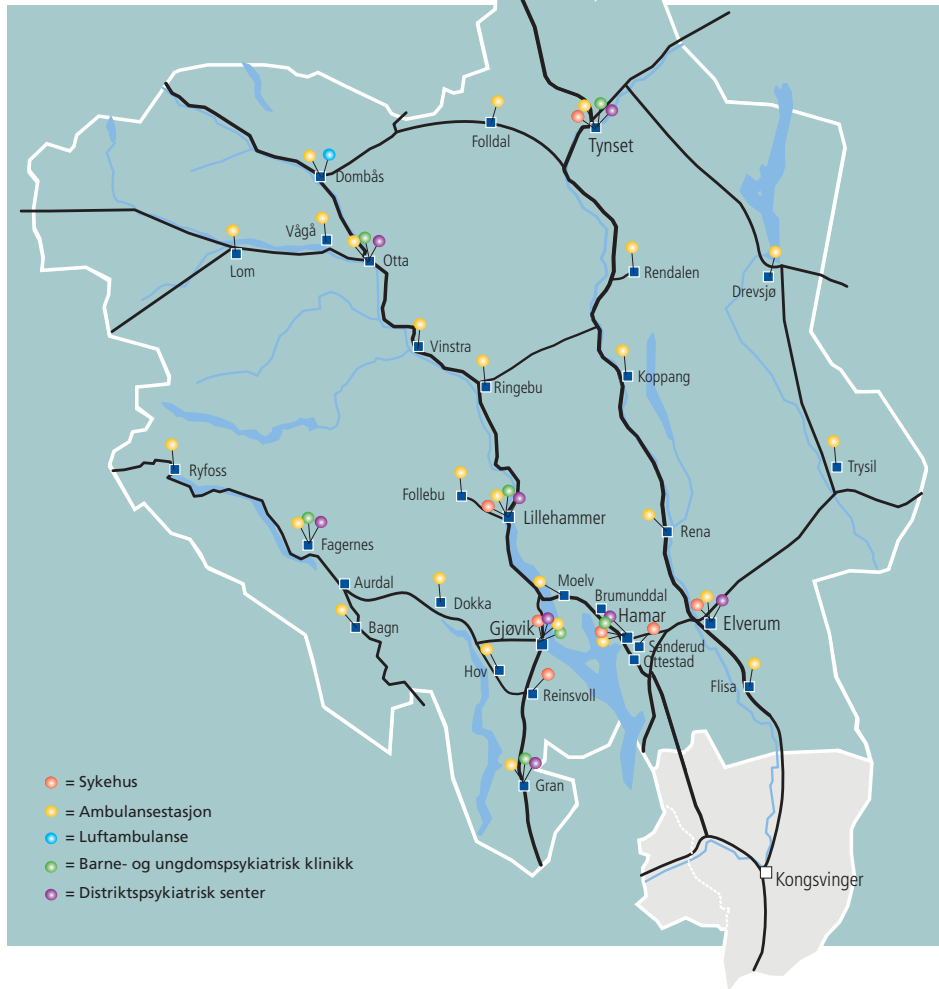 Folldal
Tynset
Dombås
Vågå
Otta
Lom
Rendalen
Drevsjø
Vinstra
Ringebu
Koppang
Ryfoss
Trysil
Follebu
Lillehammer
Rena
Fagernes
Aurdal
Moelv
Brumunddal
Dokka
Hamar
Elverum
Bagn
Gjøvik
Sanderud
Ottestad
Hov
Flisa
Reinsvoll
Gran
= Sykehus
= Ambulansestasjon
= Luftambulanse
= Barne- og ungdomspsykiatrisk klinikk
= Distriktspsykiatrisk senter
Kongsvinger